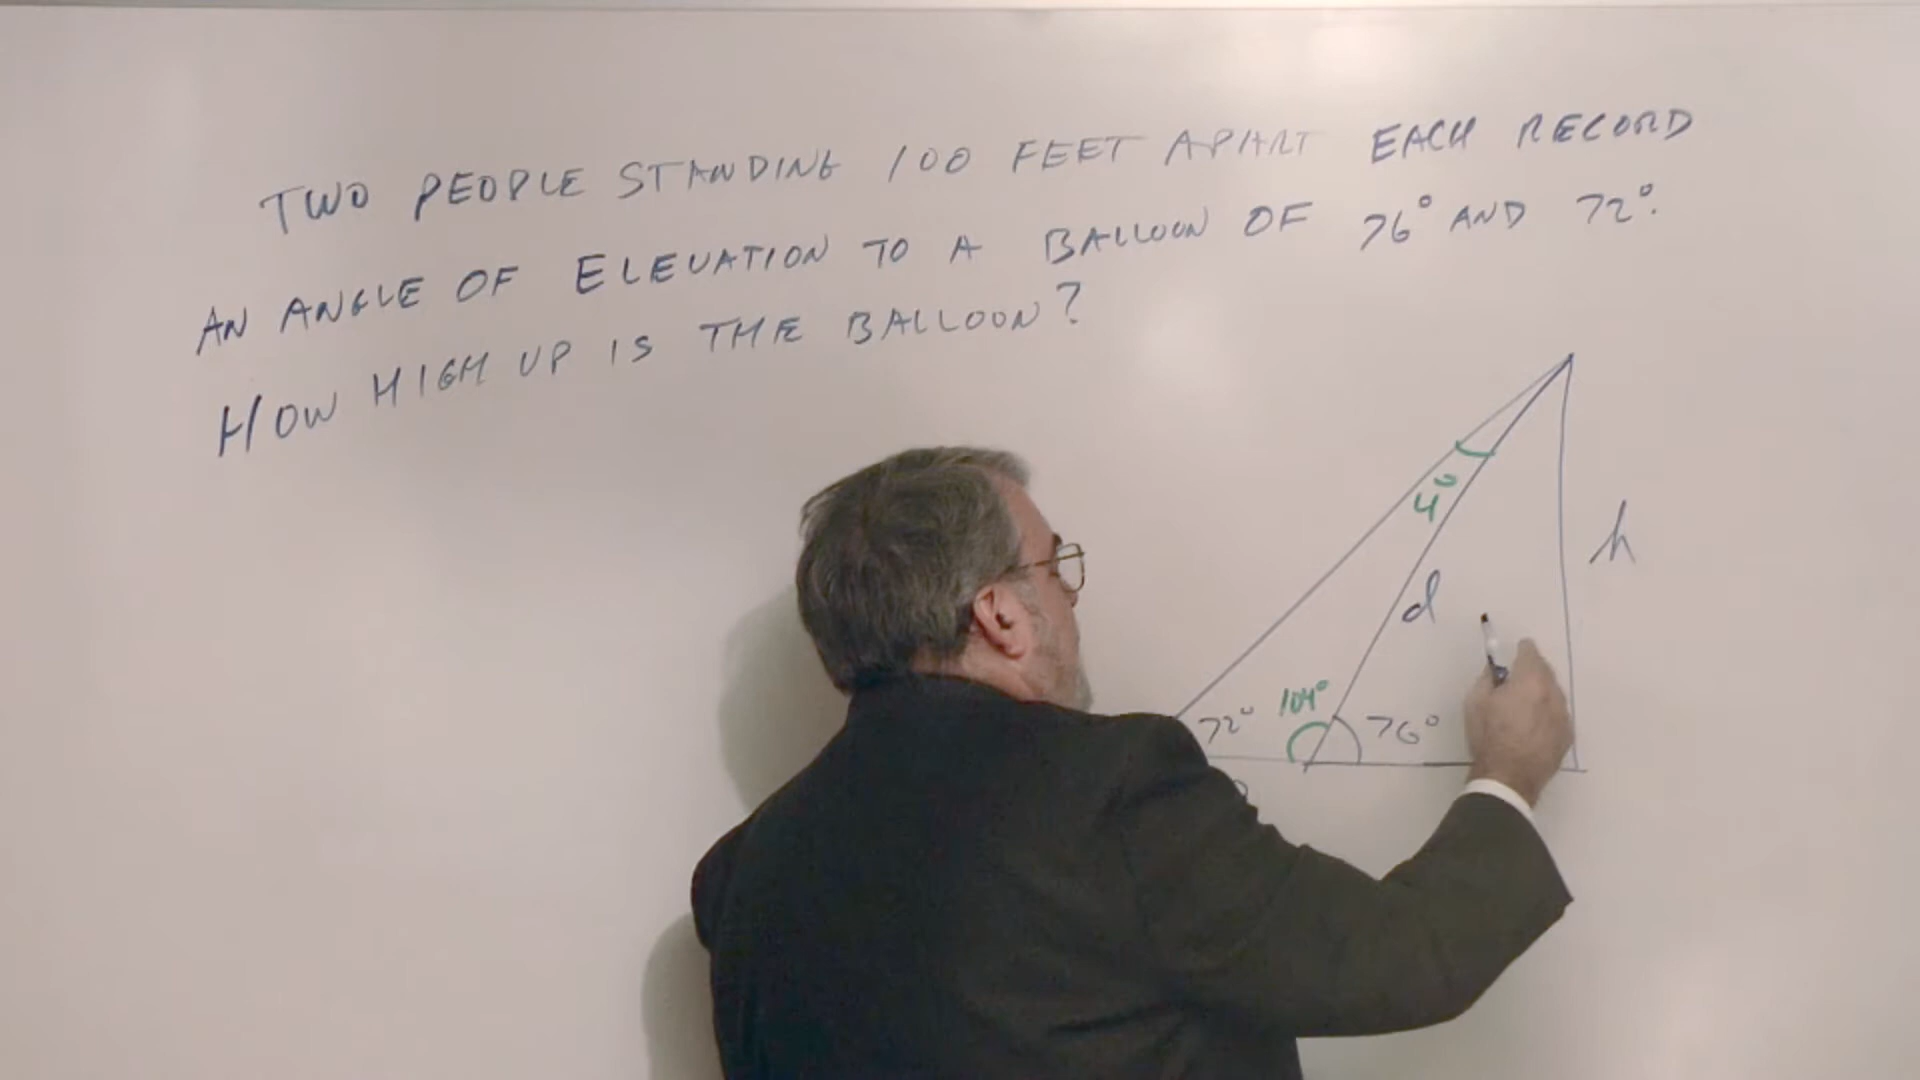 TWO PEOPLE STANDING 100 FEET APART EACH RECORD
AN ANGLE OF ELEVATION TO A BALLOON OF 76° AND 72°.
HOW HIGH UP IS THE BALLOON?
4°
h
d
72° 104° 76°